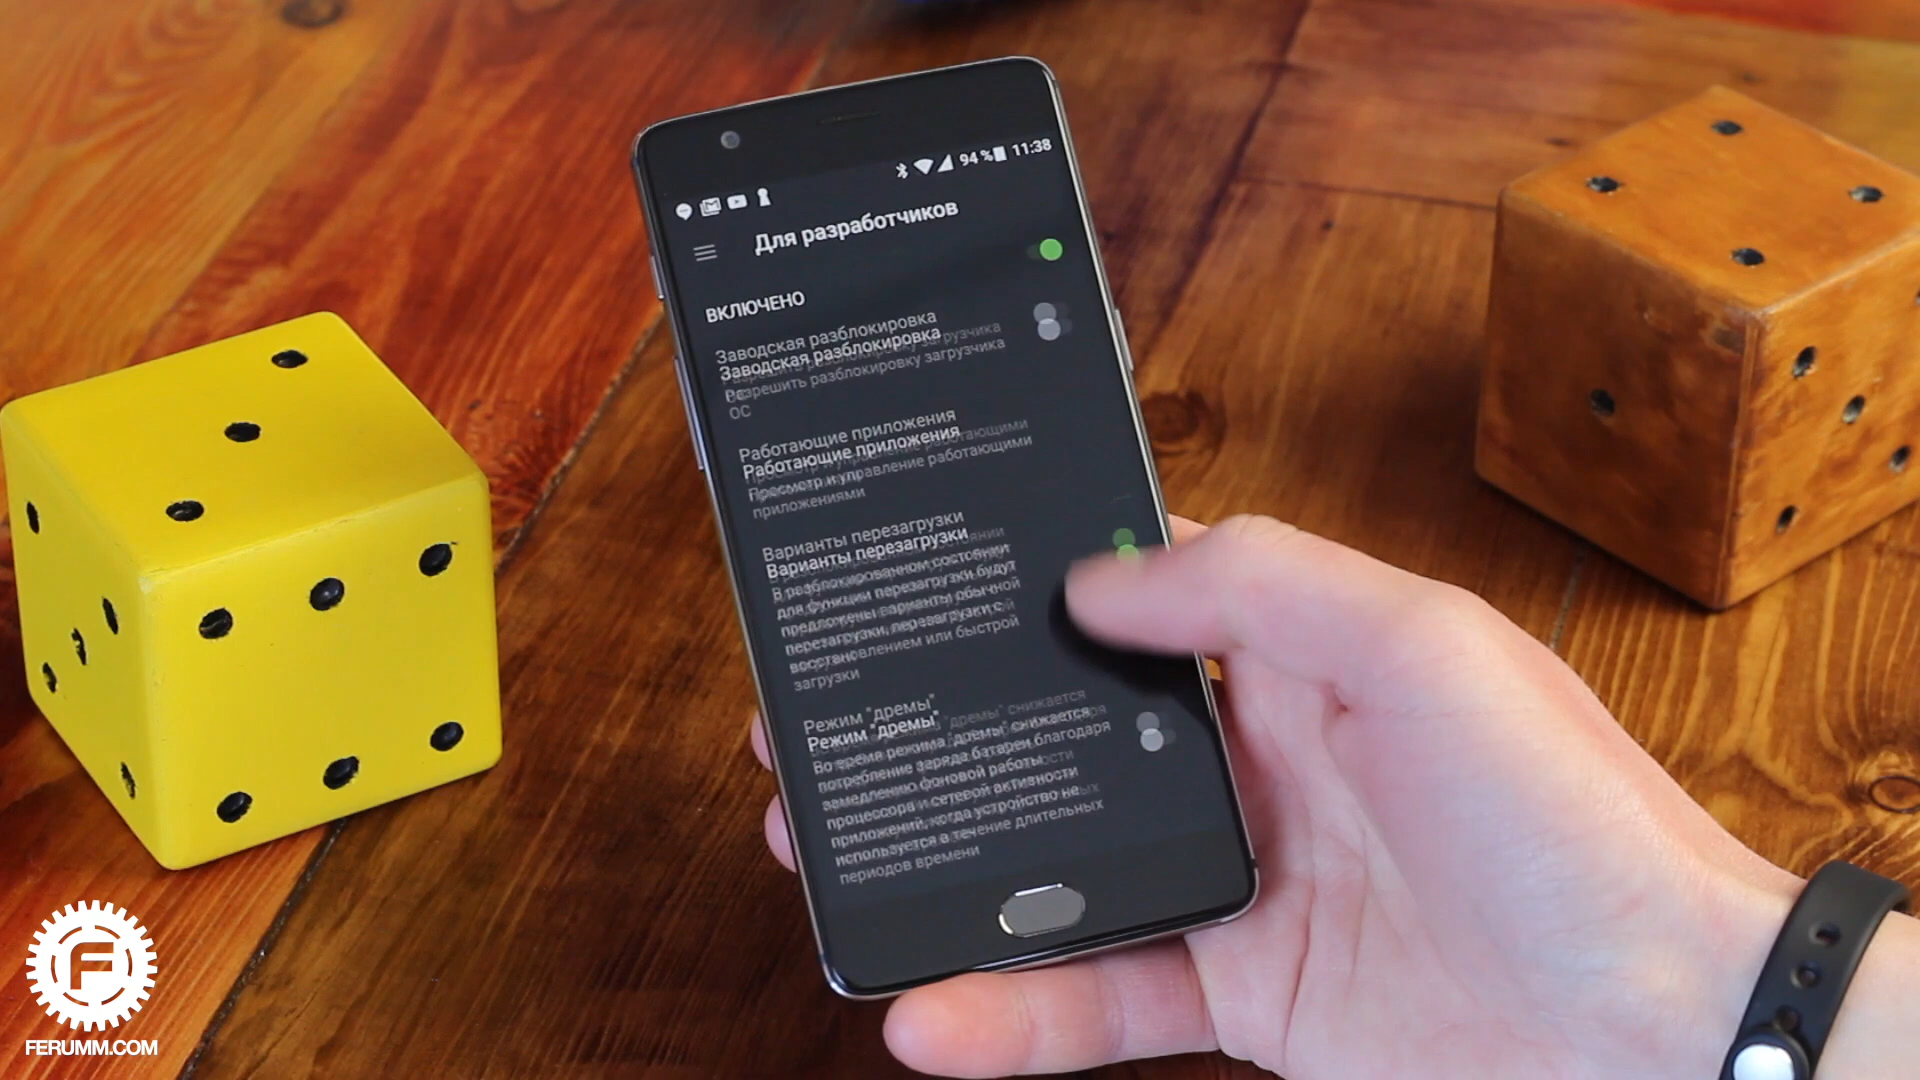 94 % 11:38
Для разработчиков
ВКЛЮЧЕНО
Заводская разблокировка
Разрешить разблокировку загрузчика
ОС
Работающие приложения
Просмотр и управление работающими
приложениями
Варианты перезагрузки
В разблокированном состоянии
для функции перезагрузки будут
предложены варианты обычной
перезагрузки, перезагрузки с
восстановлением или быстрой
загрузки
Режим "дремы"
Во время режима "дремы" снижается
потребление заряда батареи благодаря
замедлению фоновой работы
процессора и сетевой активности
приложений, когда устройство не
используется в течение длительных
периодов времени
F
FERUMM.COM